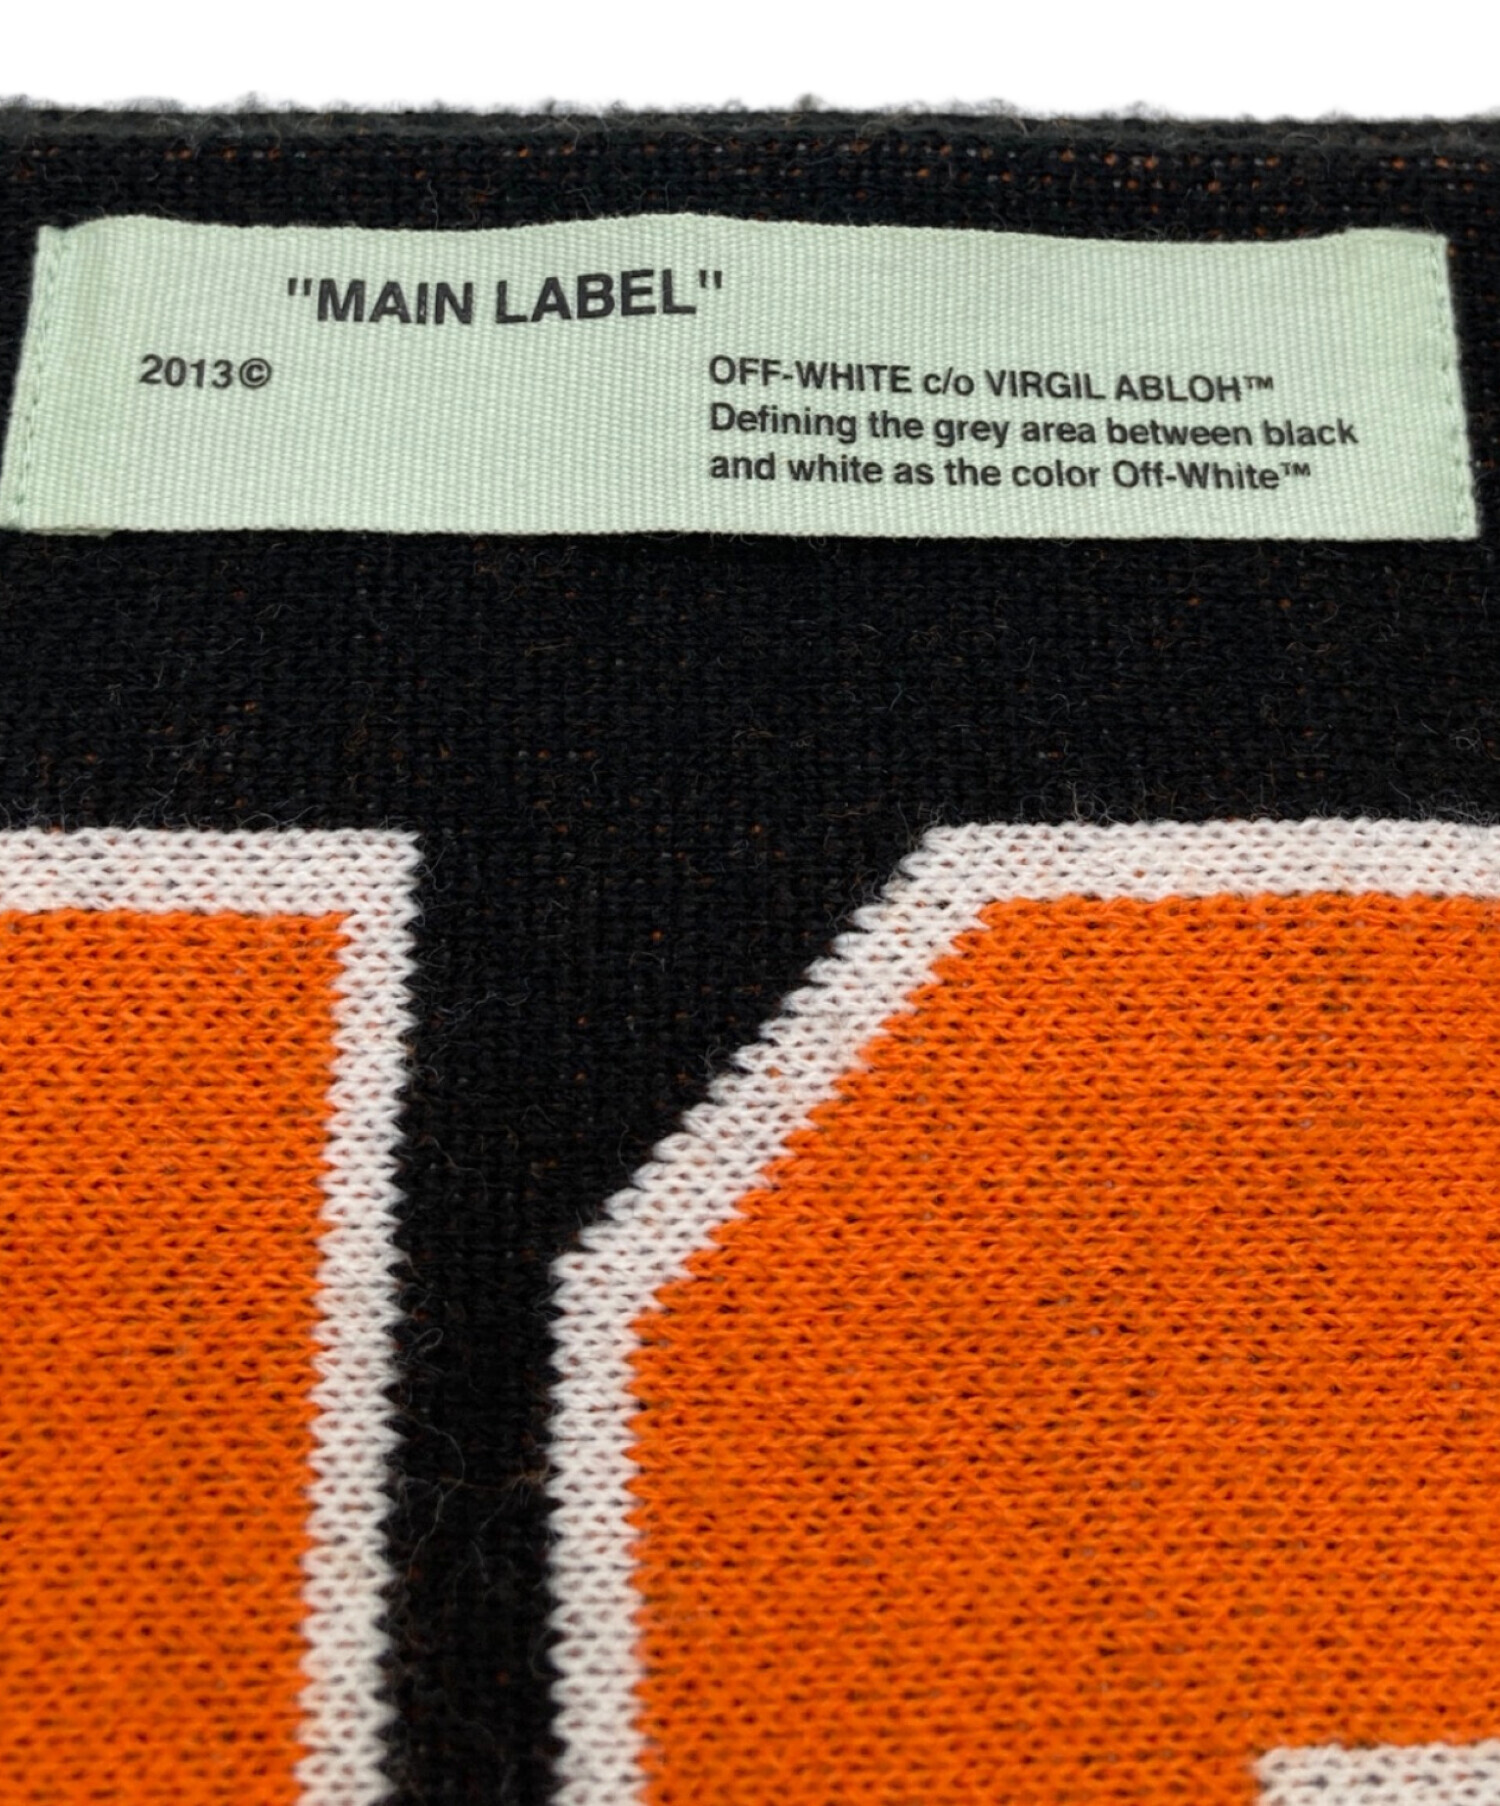 "MAIN LABEL"
2013©
OFF-WHITE c/o VIRGIL ABLOH™
Defining the grey area between black
and white as the color Off-White™